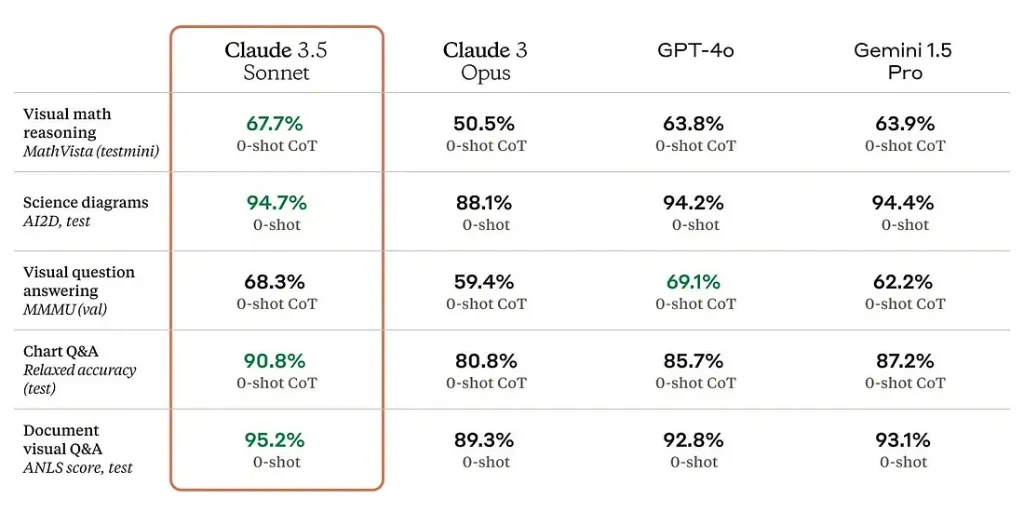 Claude 3.5 Claude 3 GPT-4o Gemini 1.5
Sonnet Opus Pro
Visual math
reasoning 67.7% 50.5% 63.8% 63.9%
MathVista (testmini) 0-shot CoT 0-shot CoT 0-shot CoT 0-shot CoT
Science diagrams 94.7% 88.1% 94.2% 94.4%
AI2D, test 0-shot 0-shot 0-shot 0-shot
Visual question
answering 68.3% 59.4% 69.1% 62.2%
MMMU (val) 0-shot CoT 0-shot CoT 0-shot CoT 0-shot CoT
Chart Q&A 90.8% 80.8% 85.7% 87.2%
Relaxed accuracy 0-shot CoT 0-shot CoT 0-shot CoT 0-shot CoT
(test)
Document
visual Q&A 95.2% 89.3% 92.8% 93.1%
ANLS score, test 0-shot 0-shot 0-shot 0-shot